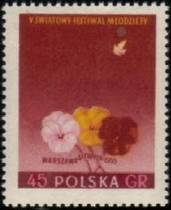 V ŚWIATOWY FESTIWAL MŁODZIEŻY
WARSZAWA
45 POLSKA GR